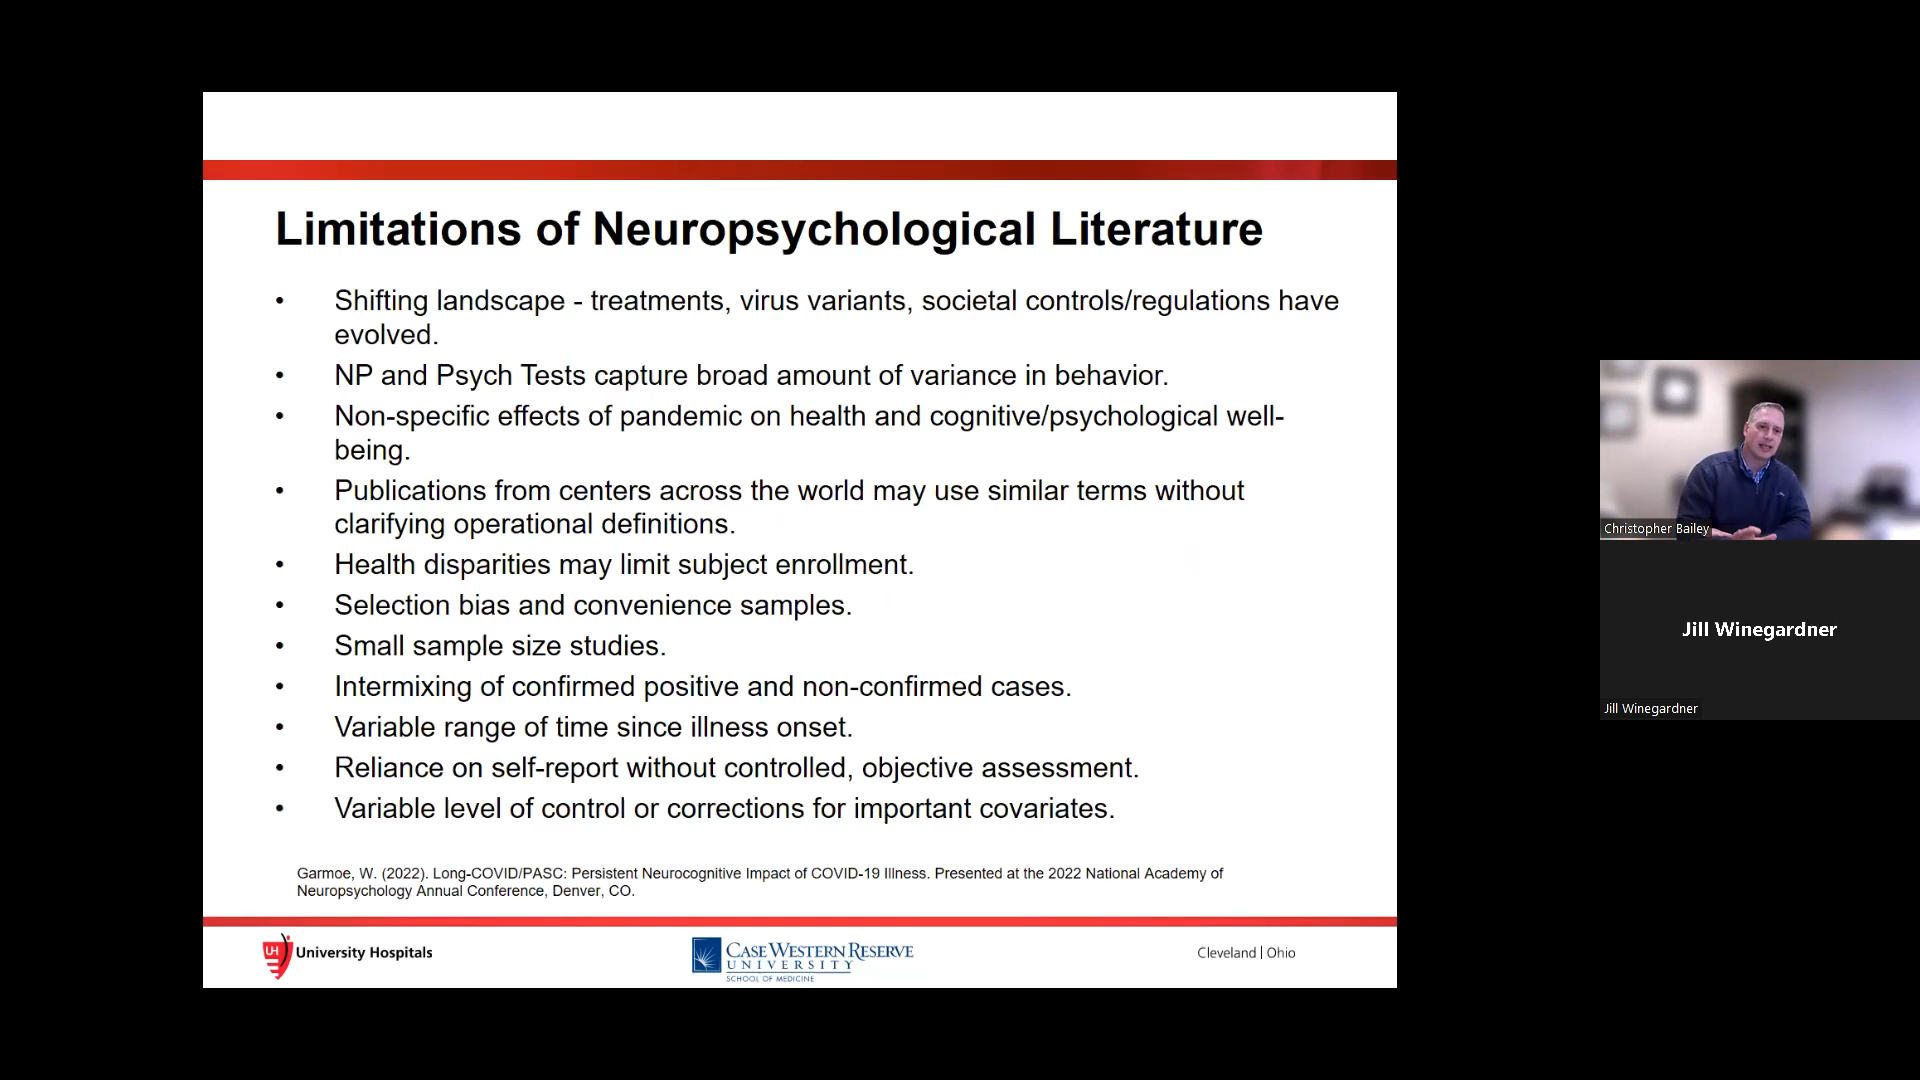 Limitations of Neuropsychological Literature
• Shifting landscape - treatments, virus variants, societal controls/regulations have
evolved.
• NP and Psych Tests capture broad amount of variance in behavior.
• Non-specific effects of pandemic on health and cognitive/psychological well-
being.
• Publications from centers across the world may use similar terms without
clarifying operational definitions.
• Health disparities may limit subject enrollment.
• Selection bias and convenience samples.
• Small sample size studies.
• Intermixing of confirmed positive and non-confirmed cases.
• Variable range of time since illness onset.
• Reliance on self-report without controlled, objective assessment.
• Variable level of control or corrections for important covariates.
Garmoe, W. (2022). Long-COVID/PASC: Persistent Neurocognitive Impact of COVID-19 Illness. Presented at the 2022 National Academy of
Neuropsychology Annual Conference, Denver, CO.
UH University Hospitals
CASE WESTERN RESERVE
UNIVERSITY
SCHOOL OF MEDICINE
Cleveland | Ohio
Christopher Bailey
Jill Winegardner
Jill Winegardner